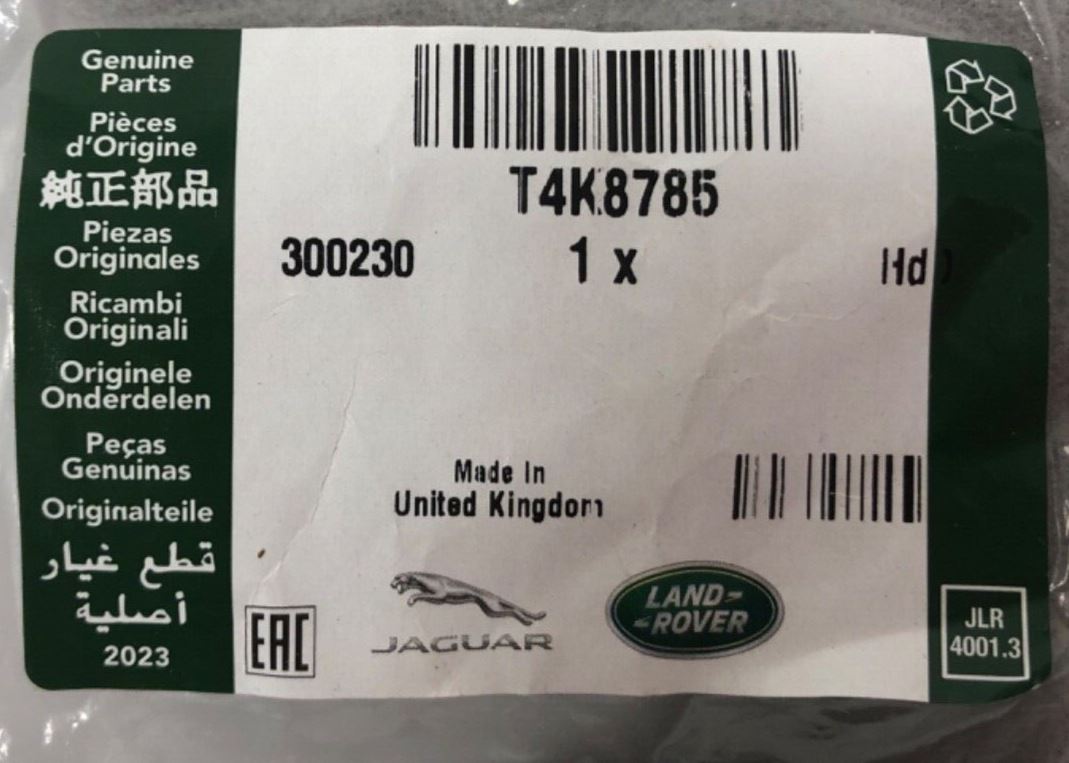 Genuine
Parts
Pièces
d'Origine
純正部品
Piezas
Originales
Ricambi
Originali
Originele
Onderdelen
Peças
Genuinas
Originalteile
قطع غيار
أصلية
2023
T4K8785
300230 1 x
Made In
United Kingdom
EAC
JAGUAR
LAND-
-ROVER
JLR
4001.3